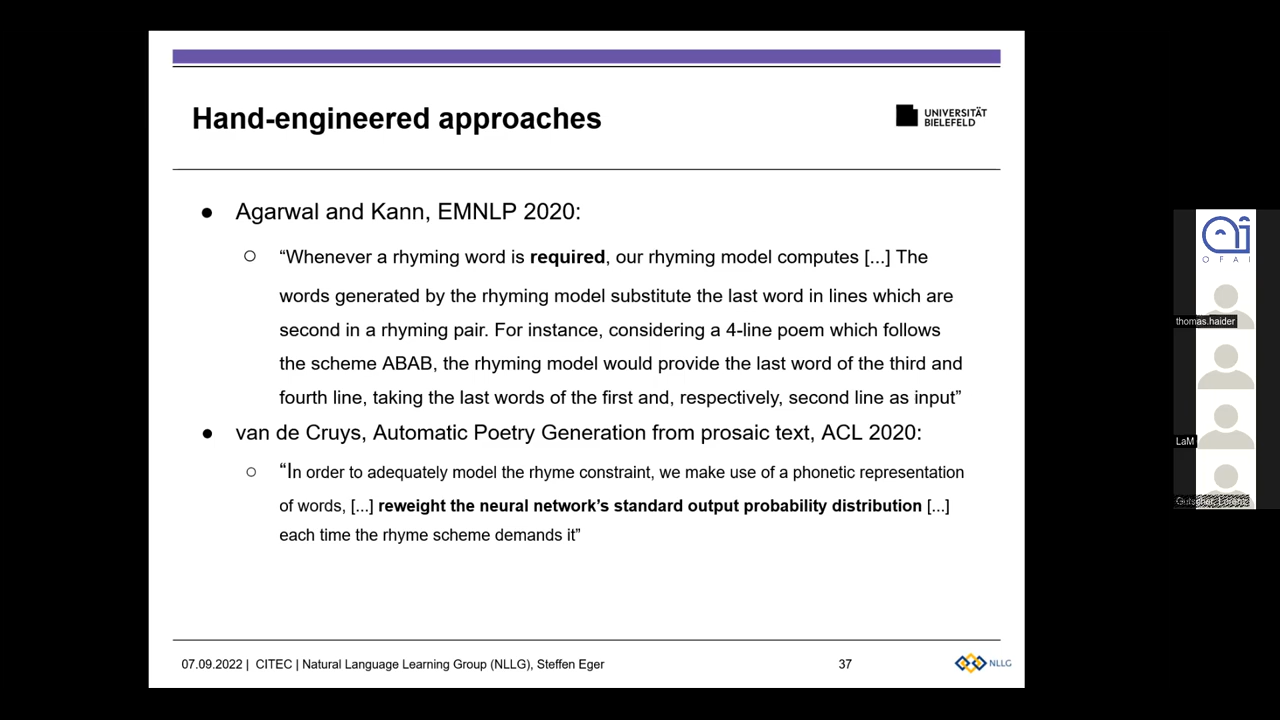 Hand-engineered approaches
UNIVERSITÄT
BIELEFELD
● Agarwal and Kann, EMNLP 2020:
○ “Whenever a rhyming word is required, our rhyming model computes [...] The
words generated by the rhyming model substitute the last word in lines which are
second in a rhyming pair. For instance, considering a 4-line poem which follows
the scheme ABAB, the rhyming model would provide the last word of the third and
fourth line, taking the last words of the first and, respectively, second line as input”
● van de Cruys, Automatic Poetry Generation from prosaic text, ACL 2020:
○ “In order to adequately model the rhyme constraint, we make use of a phonetic representation
of words, [...] reweight the neural network’s standard output probability distribution [...]
each time the rhyme scheme demands it”
07.09.2022 | CITEC | Natural Language Learning Group (NLLG), Steffen Eger
37
NLLG
OFAI
thomas.haider
LaM